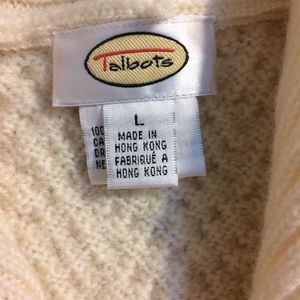 Talbots
L
MADE IN
HONG KONG
FABRIQUÉ À
HONG KONG